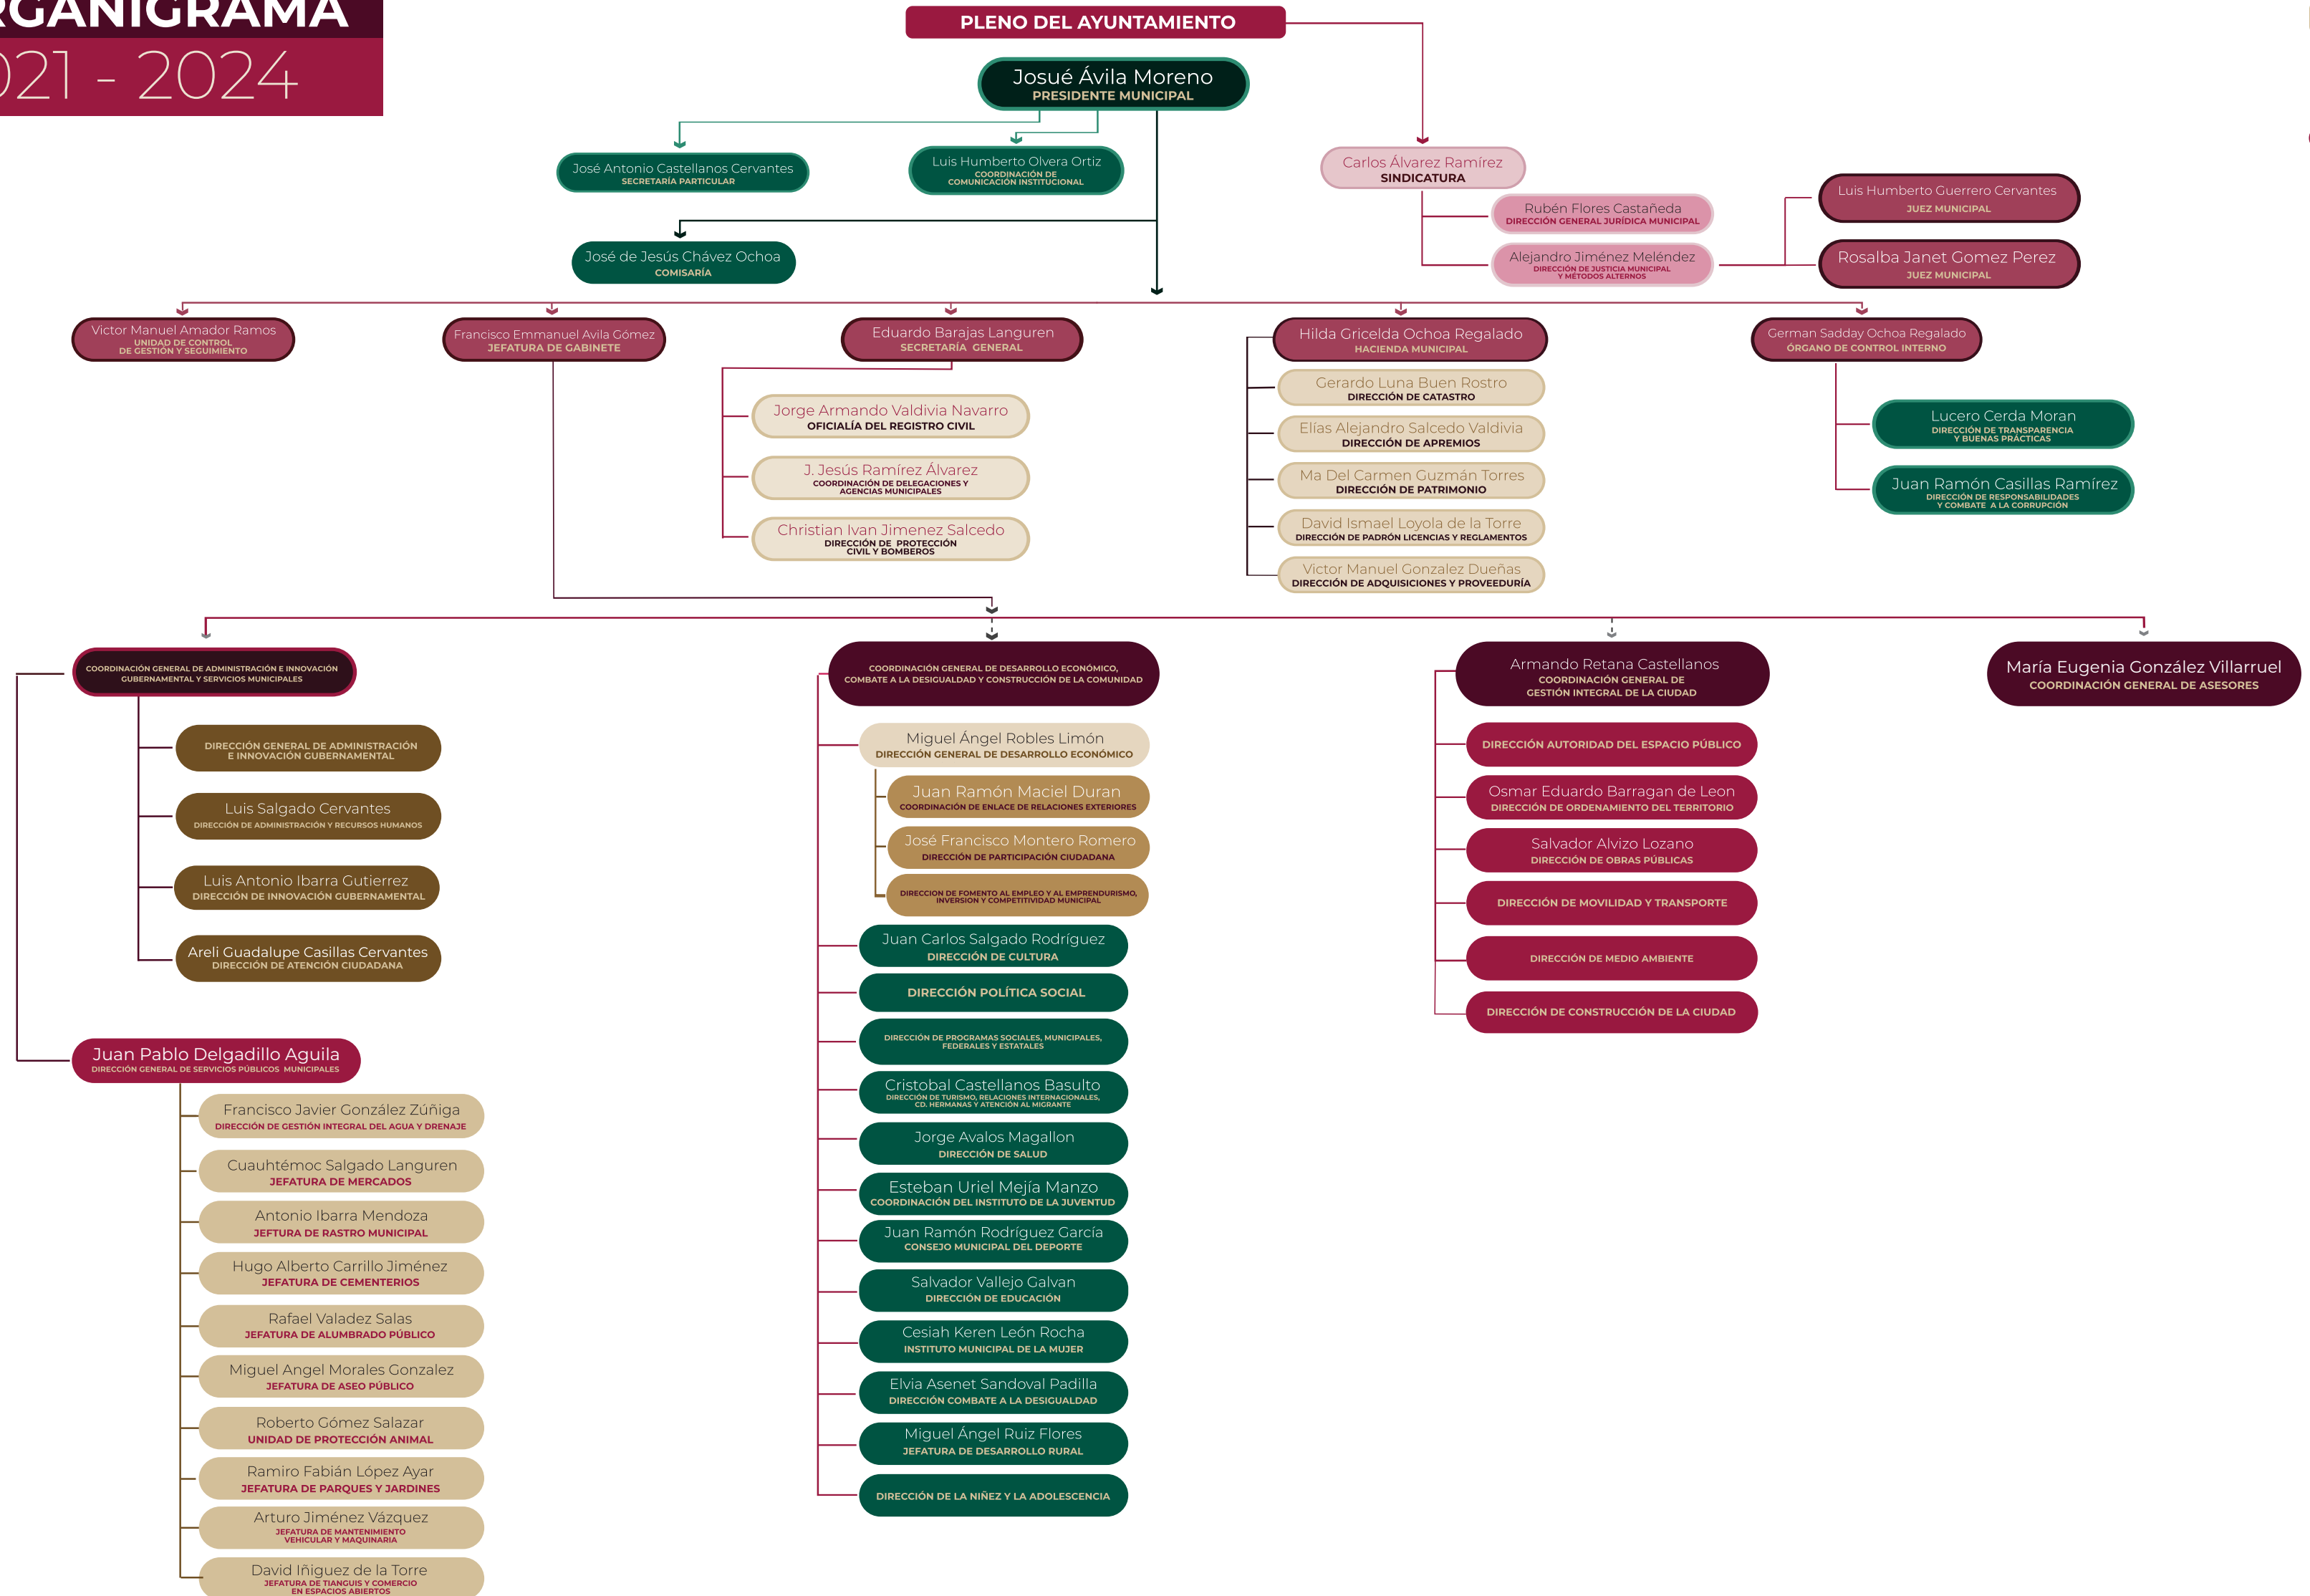 RGANIGRAMA
021 - 2024
PLENO DEL AYUNTAMIENTO
Josué Ávila Moreno
PRESIDENTE MUNICIPAL
José Antonio Castellanos Cervantes
SECRETARÍA PARTICULAR
Luis Humberto Olvera Ortiz
COORDINACIÓN DE
COMUNICACIÓN INSTITUCIONAL
Carlos Álvarez Ramírez
SINDICATURA
Rubén Flores Castañeda
DIRECCIÓN GENERAL JURÍDICA MUNICIPAL
Alejandro Jiménez Meléndez
DIRECCIÓN DE JUSTICIA MUNICIPAL
Y MÉTODOS ALTERNOS
Luis Humberto Guerrero Cervantes
JUEZ MUNICIPAL
Rosalba Janet Gomez Perez
JUEZ MUNICIPAL
José de Jesús Chávez Ochoa
COMISARÍA
Victor Manuel Amador Ramos
UNIDAD DE CONTROL
DE GESTIÓN Y SEGUIMIENTO
Francisco Emmanuel Avila Gómez
JEFATURA DE GABINETE
Eduardo Barajas Languren
SECRETARÍA GENERAL
Jorge Armando Valdivia Navarro
OFICIALÍA DEL REGISTRO CIVIL
J. Jesús Ramírez Álvarez
COORDINACIÓN DE DELEGACIONES Y
AGENCIAS MUNICIPALES
Christian Ivan Jimenez Salcedo
DIRECCIÓN DE PROTECCIÓN
CIVIL Y BOMBEROS
Hilda Gricelda Ochoa Regalado
HACIENDA MUNICIPAL
Gerardo Luna Buen Rostro
DIRECCIÓN DE CATASTRO
Elías Alejandro Salcedo Valdivia
DIRECCIÓN DE APREMIOS
Ma Del Carmen Guzmán Torres
DIRECCIÓN DE PATRIMONIO
David Ismael Loyola de la Torre
DIRECCIÓN DE PADRÓN LICENCIAS Y REGLAMENTOS
Victor Manuel Gonzalez Dueñas
DIRECCIÓN DE ADQUISICIONES Y PROVEEDURÍA
German Sadday Ochoa Regalado
ÓRGANO DE CONTROL INTERNO
Lucero Cerda Moran
DIRECCIÓN DE TRANSPARENCIA
Y BUENAS PRÁCTICAS
Juan Ramón Casillas Ramírez
DIRECCIÓN DE RESPONSABILIDADES
Y COMBATE A LA CORRUPCIÓN
COORDINACIÓN GENERAL DE ADMINISTRACIÓN E INNOVACIÓN
GUBERNAMENTAL Y SERVICIOS MUNICIPALES
DIRECCIÓN GENERAL DE ADMINISTRACIÓN
E INNOVACIÓN GUBERNAMENTAL
Luis Salgado Cervantes
DIRECCIÓN DE ADMINISTRACIÓN Y RECURSOS HUMANOS
Luis Antonio Ibarra Gutierrez
DIRECCIÓN DE INNOVACIÓN GUBERNAMENTAL
Areli Guadalupe Casillas Cervantes
DIRECCIÓN DE ATENCIÓN CIUDADANA
Juan Pablo Delgadillo Aguila
DIRECCIÓN GENERAL DE SERVICIOS PÚBLICOS MUNICIPALES
Francisco Javier González Zúñiga
DIRECCIÓN DE GESTIÓN INTEGRAL DEL AGUA Y DRENAJE
Cuauhtémoc Salgado Languren
JEFATURA DE MERCADOS
Antonio Ibarra Mendoza
JEFTURA DE RASTRO MUNICIPAL
Hugo Alberto Carrillo Jiménez
JEFATURA DE CEMENTERIOS
Rafael Valadez Salas
JEFATURA DE ALUMBRADO PÚBLICO
Miguel Angel Morales Gonzalez
JEFATURA DE ASEO PÚBLICO
Roberto Gómez Salazar
UNIDAD DE PROTECCIÓN ANIMAL
Ramiro Fabián López Ayar
JEFATURA DE PARQUES Y JARDINES
Arturo Jiménez Vázquez
JEFATURA DE MANTENIMIENTO
VEHICULAR Y MAQUINARIA
David Iñiguez de la Torre
JEFATURA DE TIANGUIS Y COMERCIO
EN ESPACIOS ABIERTOS
COORDINACIÓN GENERAL DE DESARROLLO ECONÓMICO,
COMBATE A LA DESIGUALDAD Y CONSTRUCCIÓN DE LA COMUNIDAD
Miguel Ángel Robles Limón
DIRECCIÓN GENERAL DE DESARROLLO ECONÓMICO
Juan Ramón Maciel Duran
COORDINACIÓN DE ENLACE DE RELACIONES EXTERIORES
José Francisco Montero Romero
DIRECCIÓN DE PARTICIPACIÓN CIUDADANA
DIRECCION DE FOMENTO AL EMPLEO Y AL EMPRENDURISMO,
INVERSION Y COMPETITIVIDAD MUNICIPAL
Juan Carlos Salgado Rodríguez
DIRECCIÓN DE CULTURA
DIRECCIÓN POLÍTICA SOCIAL
DIRECCIÓN DE PROGRAMAS SOCIALES, MUNICIPALES,
FEDERALES Y ESTATALES
Cristobal Castellanos Basulto
DIRECCIÓN DE TURISMO, RELACIONES INTERNACIONALES,
CD. HERMANAS Y ATENCIÓN AL MIGRANTE
Jorge Avalos Magallon
DIRECCIÓN DE SALUD
Esteban Uriel Mejía Manzo
COORDINACIÓN DEL INSTITUTO DE LA JUVENTUD
Juan Ramón Rodríguez García
CONSEJO MUNICIPAL DEL DEPORTE
Salvador Vallejo Galvan
DIRECCIÓN DE EDUCACIÓN
Cesiah Keren León Rocha
INSTITUTO MUNICIPAL DE LA MUJER
Elvia Asenet Sandoval Padilla
DIRECCIÓN COMBATE A LA DESIGUALDAD
Miguel Ángel Ruiz Flores
JEFATURA DE DESARROLLO RURAL
DIRECCIÓN DE LA NIÑEZ Y LA ADOLESCENCIA
Armando Retana Castellanos
COORDINACIÓN GENERAL DE
GESTIÓN INTEGRAL DE LA CIUDAD
DIRECCIÓN AUTORIDAD DEL ESPACIO PÚBLICO
Osmar Eduardo Barragan de Leon
DIRECCIÓN DE ORDENAMIENTO DEL TERRITORIO
Salvador Alvizo Lozano
DIRECCIÓN DE OBRAS PÚBLICAS
DIRECCIÓN DE MOVILIDAD Y TRANSPORTE
DIRECCIÓN DE MEDIO AMBIENTE
DIRECCIÓN DE CONSTRUCCIÓN DE LA CIUDAD
María Eugenia González Villarruel
COORDINACIÓN GENERAL DE ASESORES